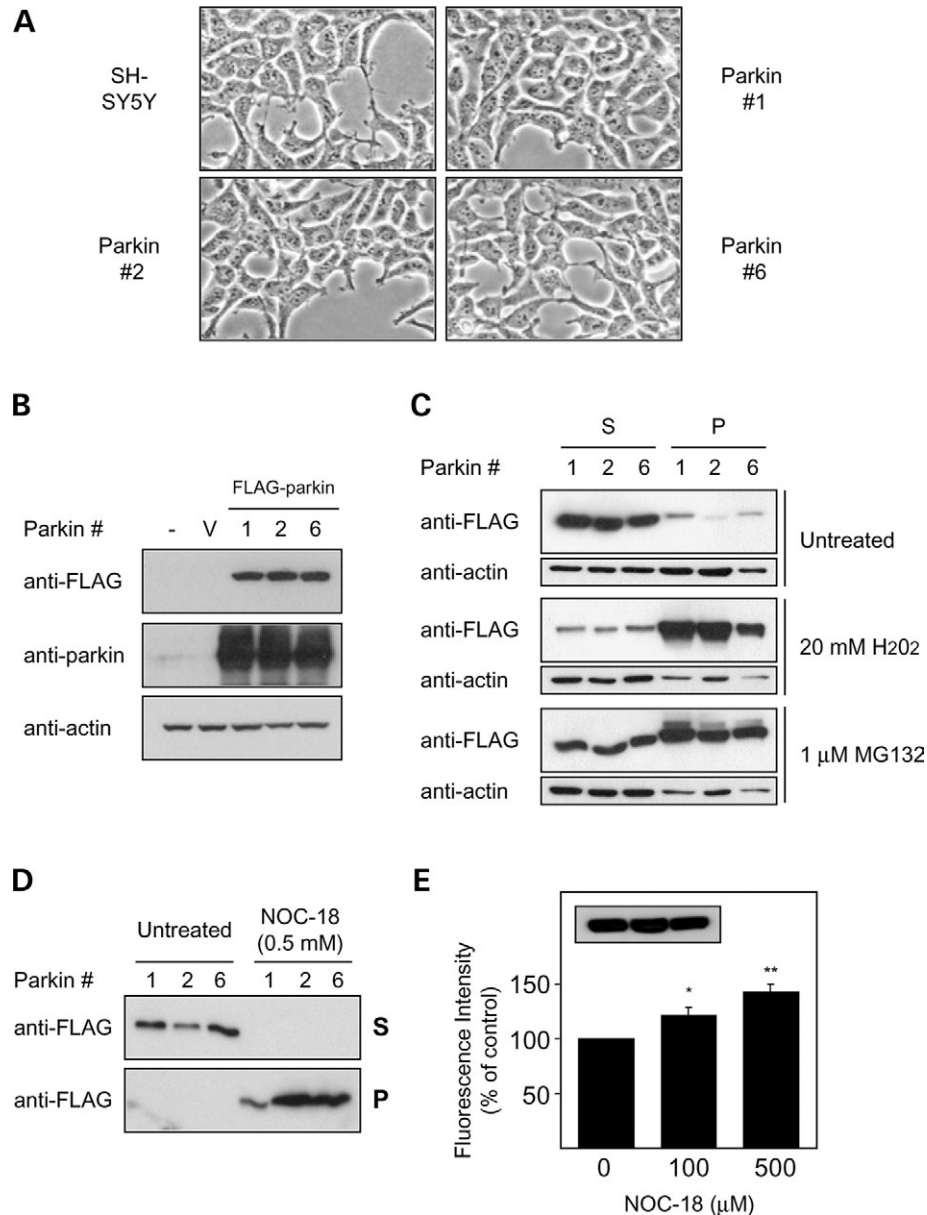 A
SH-
SY5Y
Parkin
#1
Parkin
#2
Parkin
#6
B
FLAG-parkin
Parkin # - V 1 2 6
anti-FLAG
anti-parkin
anti-actin
C
S P
Parkin # 1 2 6 1 2 6
anti-FLAG
anti-actin
Untreated
anti-FLAG
anti-actin
20 mM H2O2
anti-FLAG
anti-actin
1 µM MG132
D
Untreated NOC-18
(0.5 mM)
Parkin # 1 2 6 1 2 6
anti-FLAG S
anti-FLAG P
E
Fluorescence Intensity
(% of control)
150
100
50
* **
0 100 500
NOC-18 (µM)